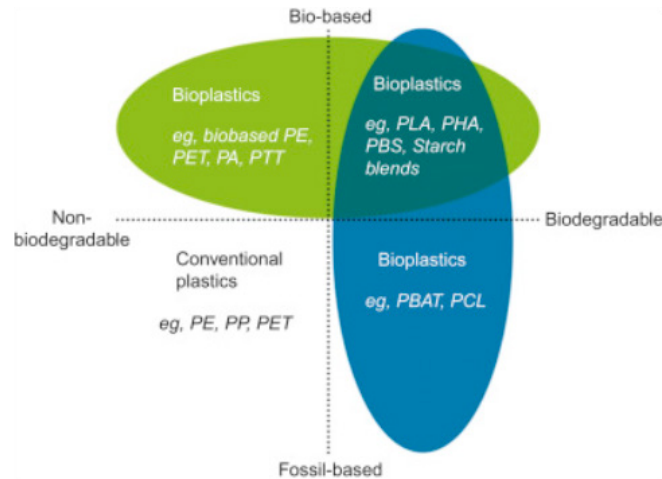 Bio-based
Bioplastics
eg, biobased PE,
PET, PA, PTT
Bioplastics
eg, PLA, PHA,
PBS, Starch
blends
Non-
biodegradable
Biodegradable
Conventional
plastics
eg, PE, PP, PET
Bioplastics
eg, PBAT, PCL
Fossil-based